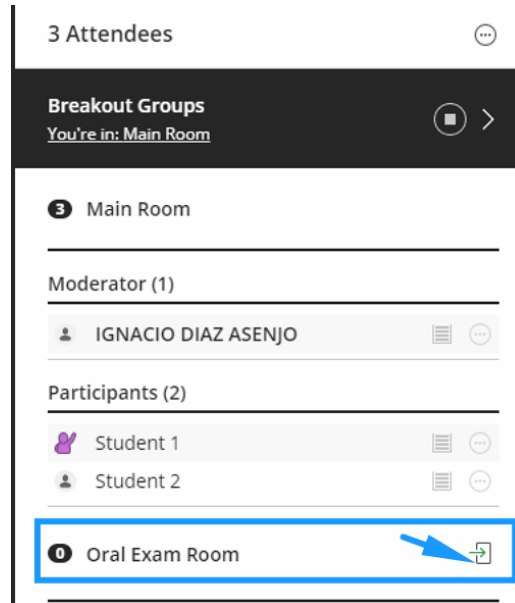 3 Attendees
Breakout Groups
You're in: Main Room
3 Main Room
Moderator (1)
IGNACIO DIAZ ASENJO
Participants (2)
Student 1
Student 2
0 Oral Exam Room